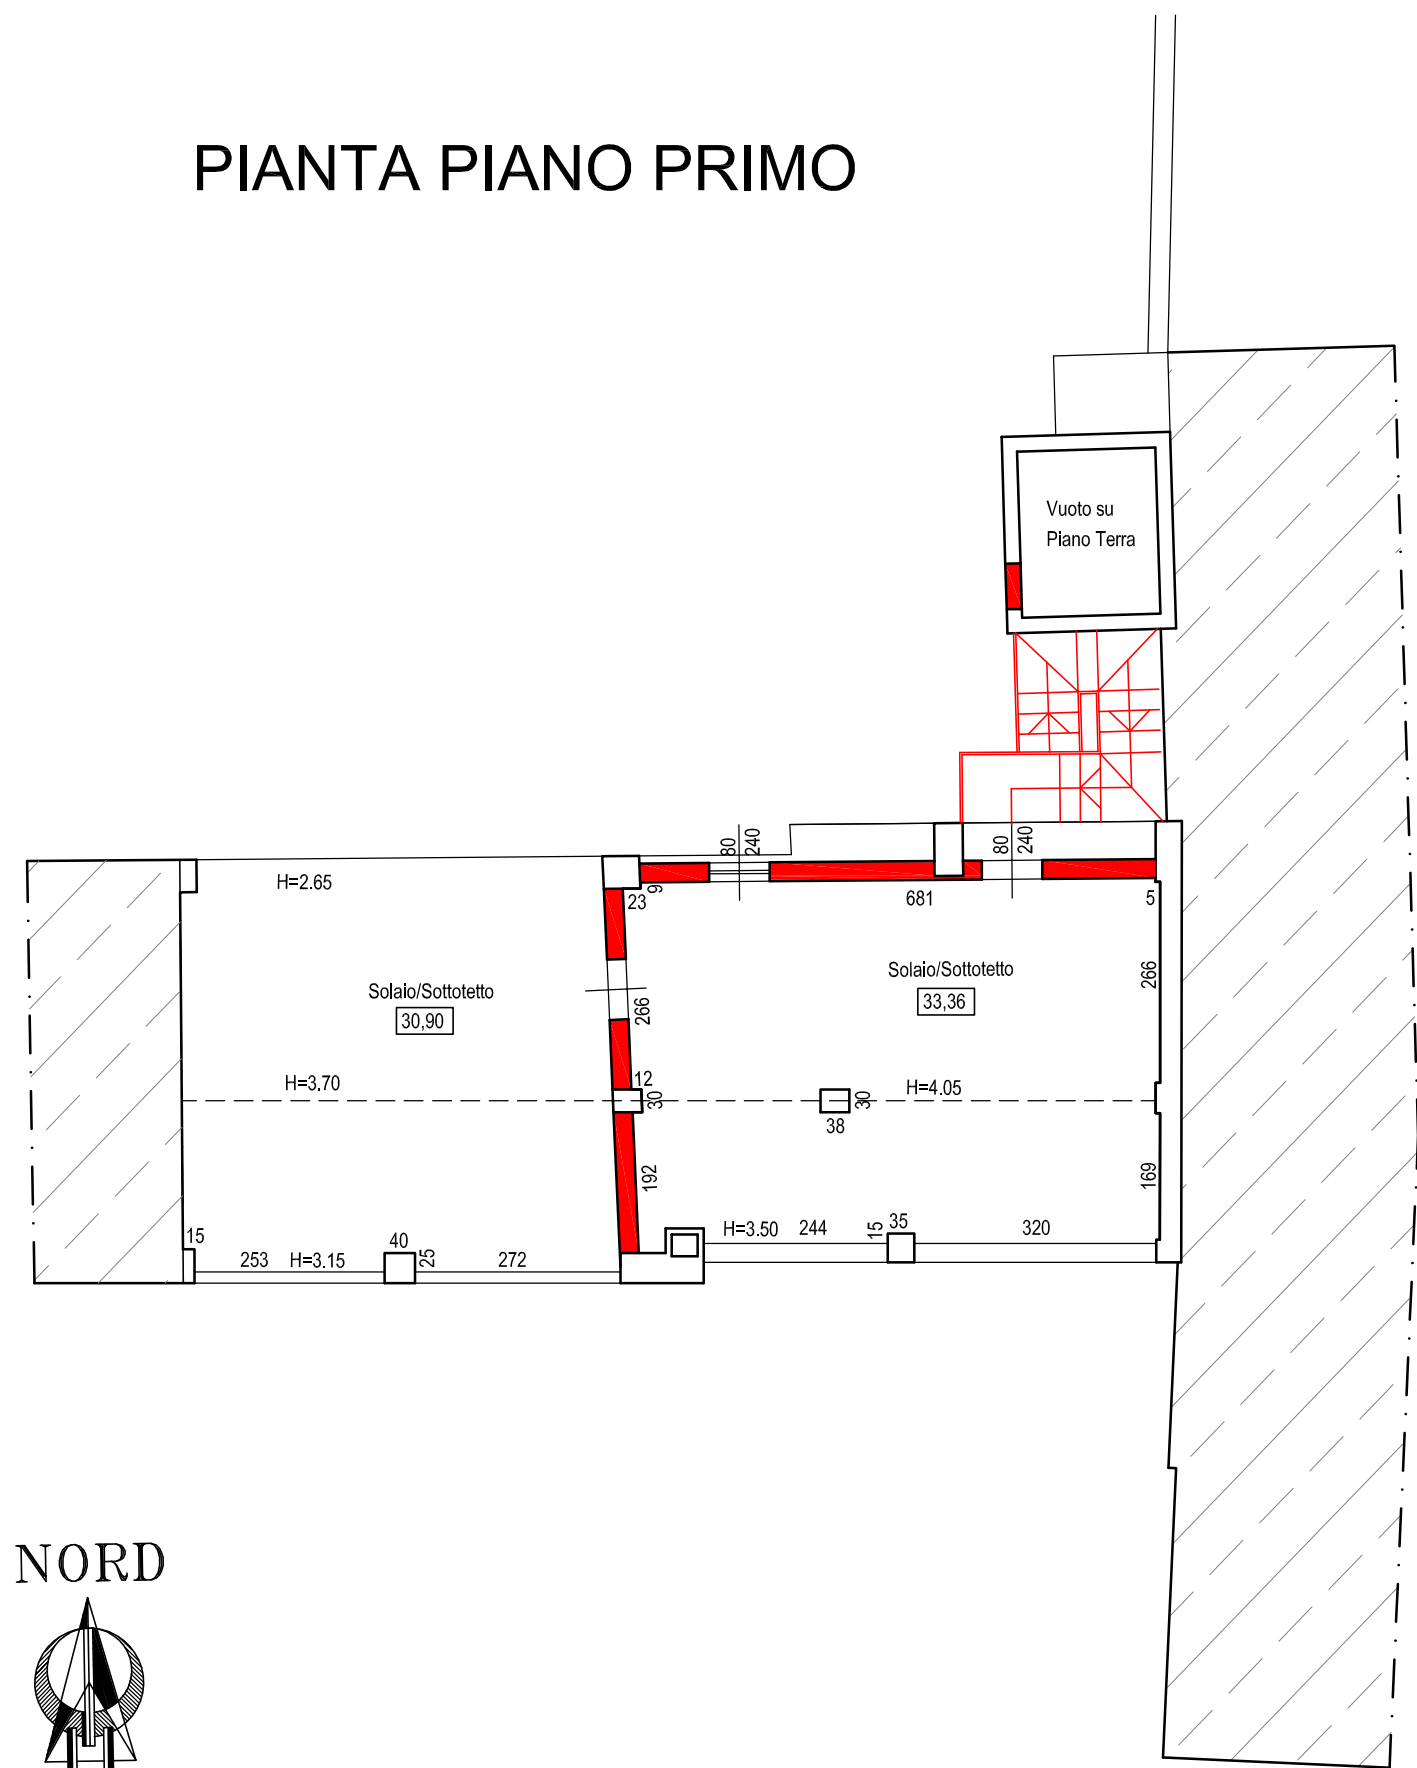 PIANTA PIANO PRIMO
Vuoto su
Piano Terra
80
240
80
240
H=2.65
9
23
681
5
Solaio/Sottotetto
30,90
Solaio/Sottotetto
33,36
266
266
H=3.70
12
30
30
H=4.05
38
192
169
15
253
H=3.15
40
25
272
H=3.50
244
15
35
320
NORD